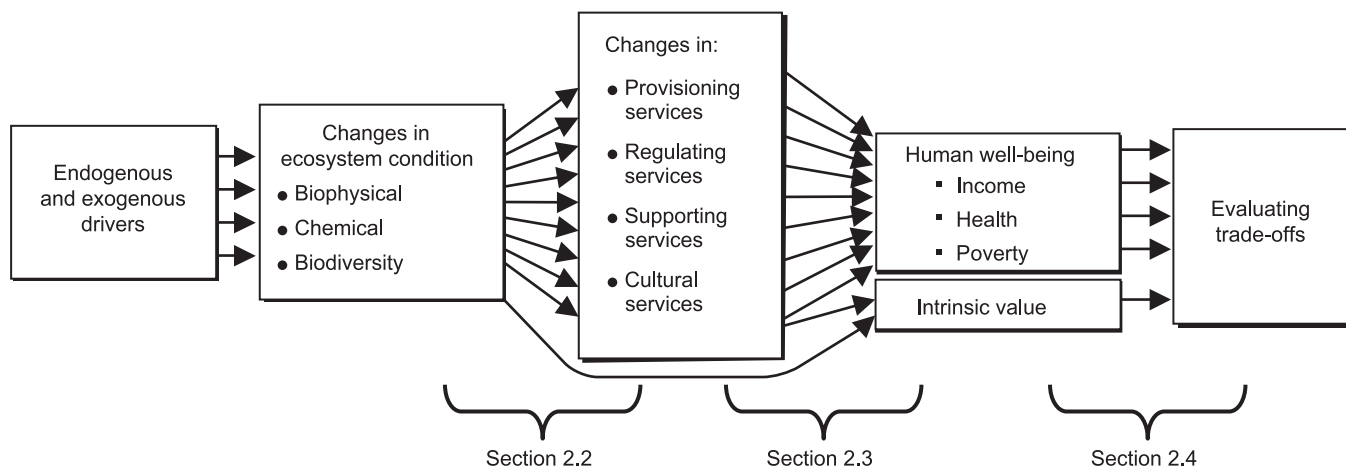 Endogenous
and exogenous
drivers
Changes in
ecosystem condition
● Biophysical
● Chemical
● Biodiversity
Changes in:
● Provisioning
services
● Regulating
services
● Supporting
services
● Cultural
services
Human well-being
▪ Income
▪ Health
▪ Poverty
Intrinsic value
Evaluating
trade-offs
Section 2.2
Section 2.3
Section 2.4